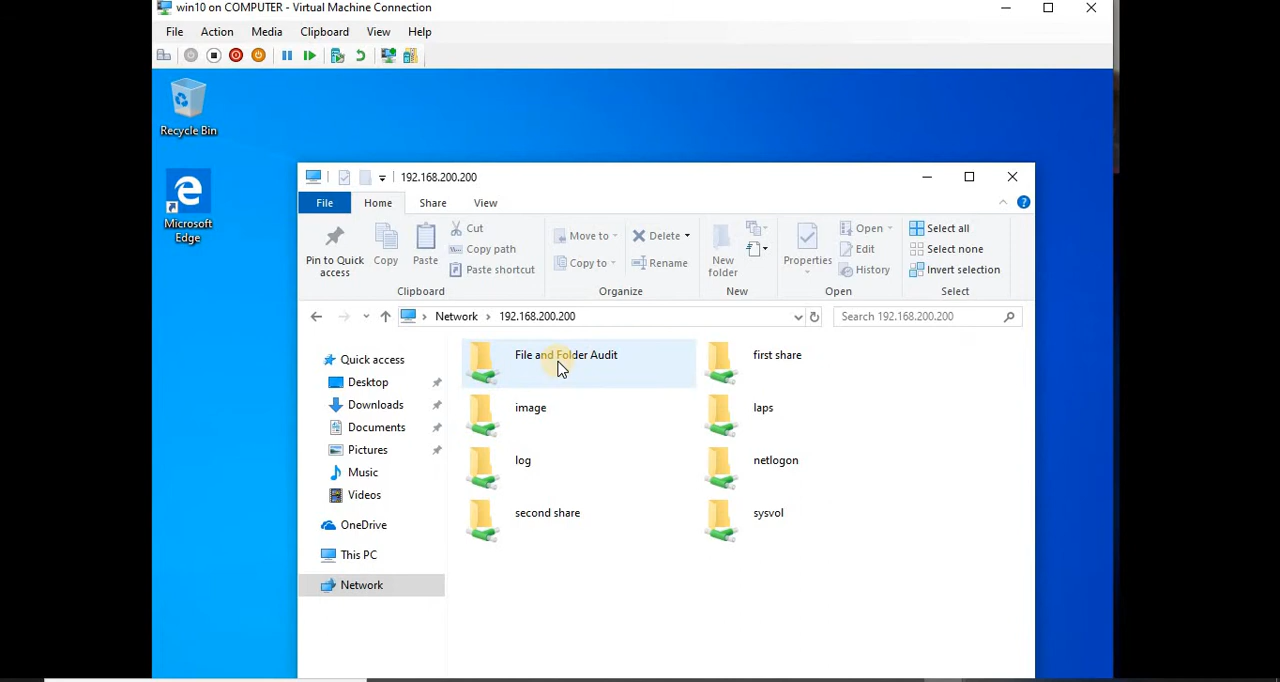 win10 on COMPUTER - Virtual Machine Connection
File Action Media Clipboard View Help
Recycle Bin
Microsoft
Edge
192.168.200.200
File Home Share View
Pin to Quick
access
Copy
Paste
Cut
Copy path
Paste shortcut
Clipboard
Move to
Copy to
Delete
Rename
Organize
New
folder
New
Properties
Open
Edit
History
Open
Select all
Select none
Invert selection
Select
Network > 192.168.200.200
Search 192.168.200.200
Quick access
Desktop
Downloads
Documents
Pictures
Music
Videos
OneDrive
This PC
Network
File and Folder Audit
first share
image
laps
log
netlogon
second share
sysvol